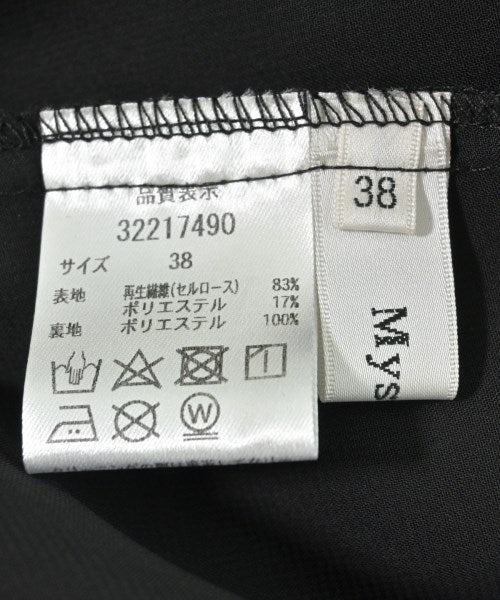 品質表示
32217490
サイズ 38
表地 再生繊維(セルロース) 83%
ポリエステル 17%
裏地 ポリエステル 100%
W
38
Mys